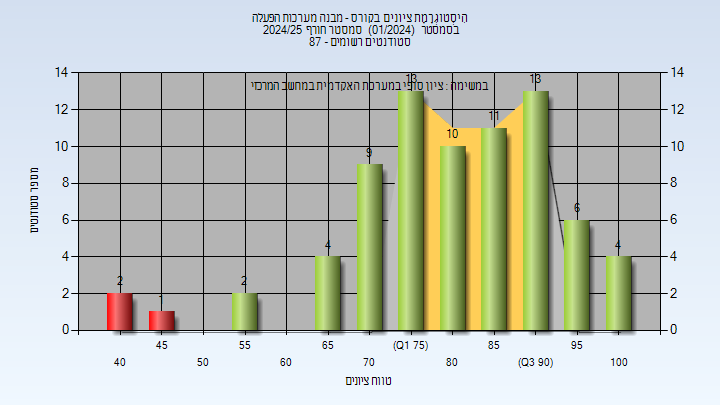 היסטוגרמת ציונים בקורס - מבנה מערכות הפעלה
בסמסטר (01/2024) סמסטר חורף 2024/25
סטודנטים רשומים - 87
במשימה : ציון סופי במערכת האקדמית במחשב המרכזי
מספר סטודנטים
14 14
12 12
10 10
8 8
6 6
4 4
2 2
0 0
2 1 2 4 9 13 10 11 13 6 4
45 55 65 (Q1 75) 85 95
40 50 60 70 80 (Q3 90) 100
טווח ציונים